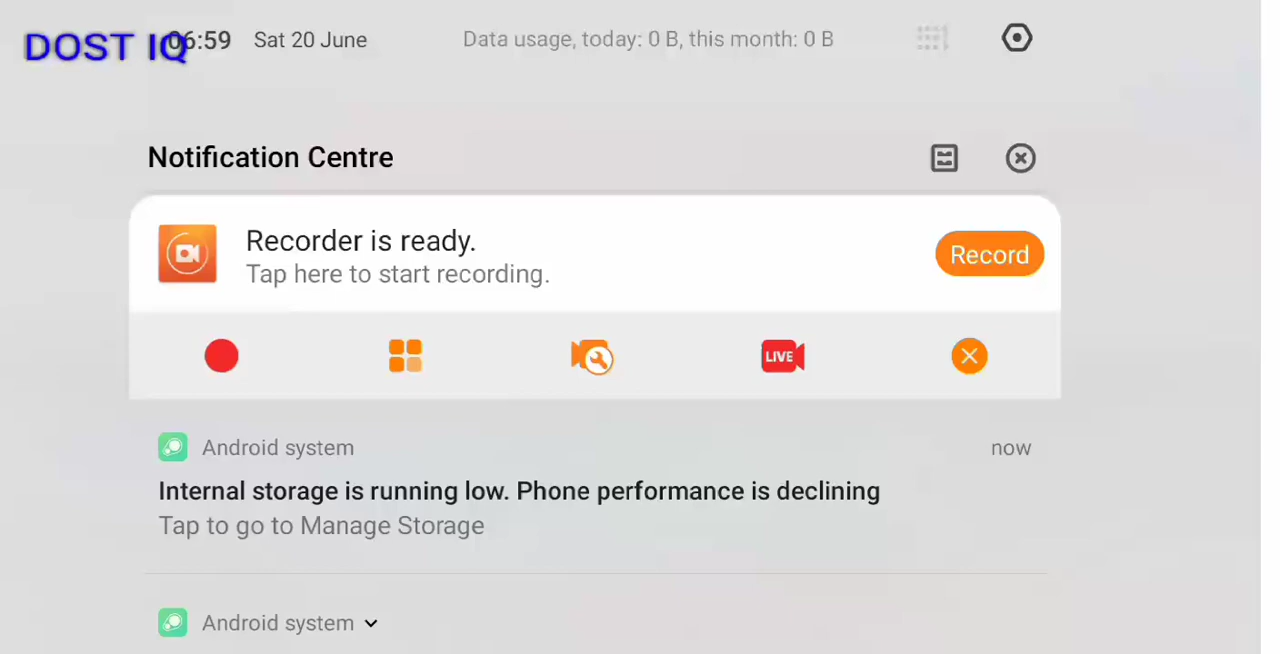 DOST IQ
06:59 Sat 20 June Data usage, today: 0 B, this month: 0 B
Notification Centre
Recorder is ready.
Tap here to start recording.
Record
LIVE
Android system now
Internal storage is running low. Phone performance is declining
Tap to go to Manage Storage
Android system